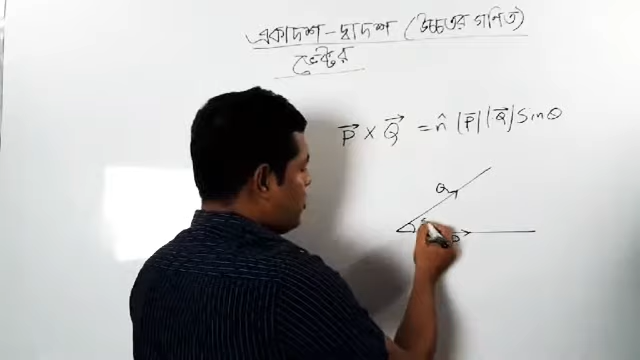 একাদশ-দ্বাদশ (উচ্চতর গণিত)
ভেক্টর
P⃗ × Q⃗ = n̂ |P⃗| |Q⃗| Sinθ
Q
P